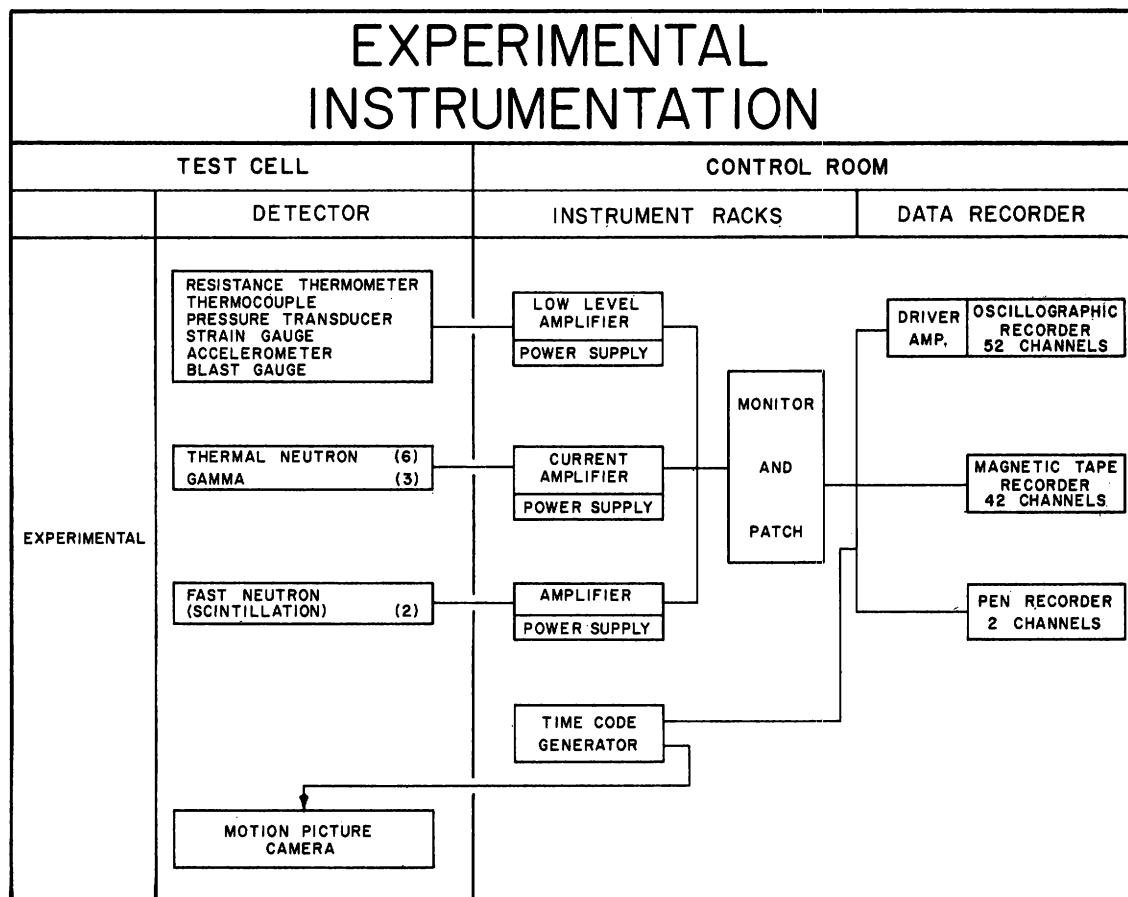 EXPERIMENTAL
INSTRUMENTATION
TEST CELL
CONTROL ROOM
DETECTOR
INSTRUMENT RACKS
DATA RECORDER
EXPERIMENTAL
RESISTANCE THERMOMETER
THERMOCOUPLE
PRESSURE TRANSDUCER
STRAIN GAUGE
ACCELEROMETER
BLAST GAUGE
LOW LEVEL
AMPLIFIER
POWER SUPPLY
DRIVER
AMP.
OSCILLOGRAPHIC
RECORDER
52 CHANNELS
THERMAL NEUTRON (6)
GAMMA (3)
CURRENT
AMPLIFIER
POWER SUPPLY
MONITOR
AND
PATCH
MAGNETIC TAPE
RECORDER
42 CHANNELS
FAST NEUTRON
(SCINTILLATION) (2)
AMPLIFIER
POWER SUPPLY
PEN RECORDER
2 CHANNELS
TIME CODE
GENERATOR
MOTION PICTURE
CAMERA